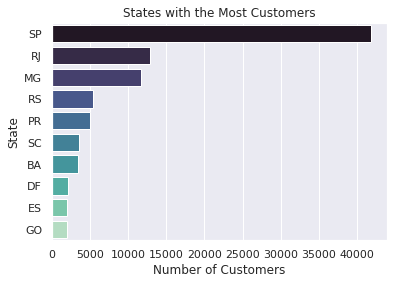 States with the Most Customers
State
SP
RJ
MG
RS
PR
SC
BA
DF
ES
GO
0 5000 10000 15000 20000 25000 30000 35000 40000
Number of Customers